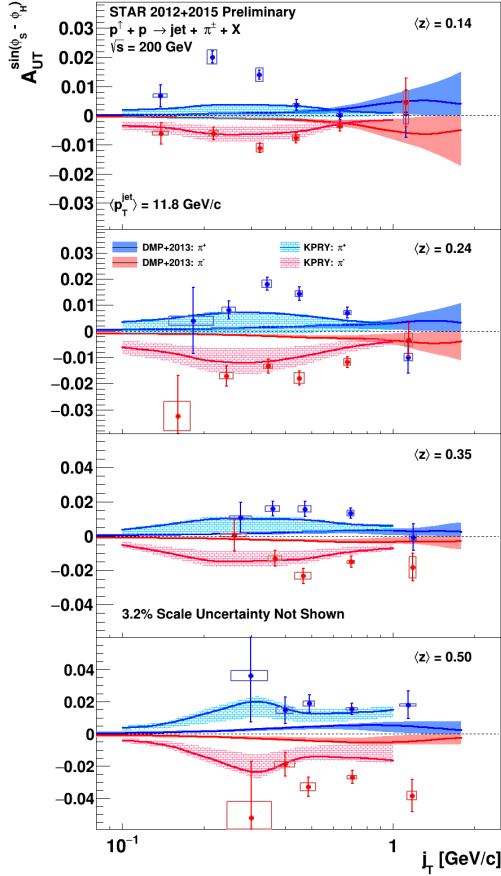 sin(ϕ_S - ϕ_H)
A_UT
STAR 2012+2015 Preliminary
p↑ + p → jet + π± + X
√s = 200 GeV
⟨z⟩ = 0.14
0.03
0.02
0.01
0
−0.01
−0.02
−0.03
⟨p_T^jet⟩ = 11.8 GeV/c
DMP+2013: π+
KPRY: π+
⟨z⟩ = 0.24
DMP+2013: π-
KPRY: π-
0.03
0.02
0.01
0
−0.01
−0.02
−0.03
⟨z⟩ = 0.35
0.04
0.02
0
−0.02
−0.04
3.2% Scale Uncertainty Not Shown
⟨z⟩ = 0.50
0.04
0.02
0
−0.02
−0.04
10⁻¹
1
j_T [GeV/c]